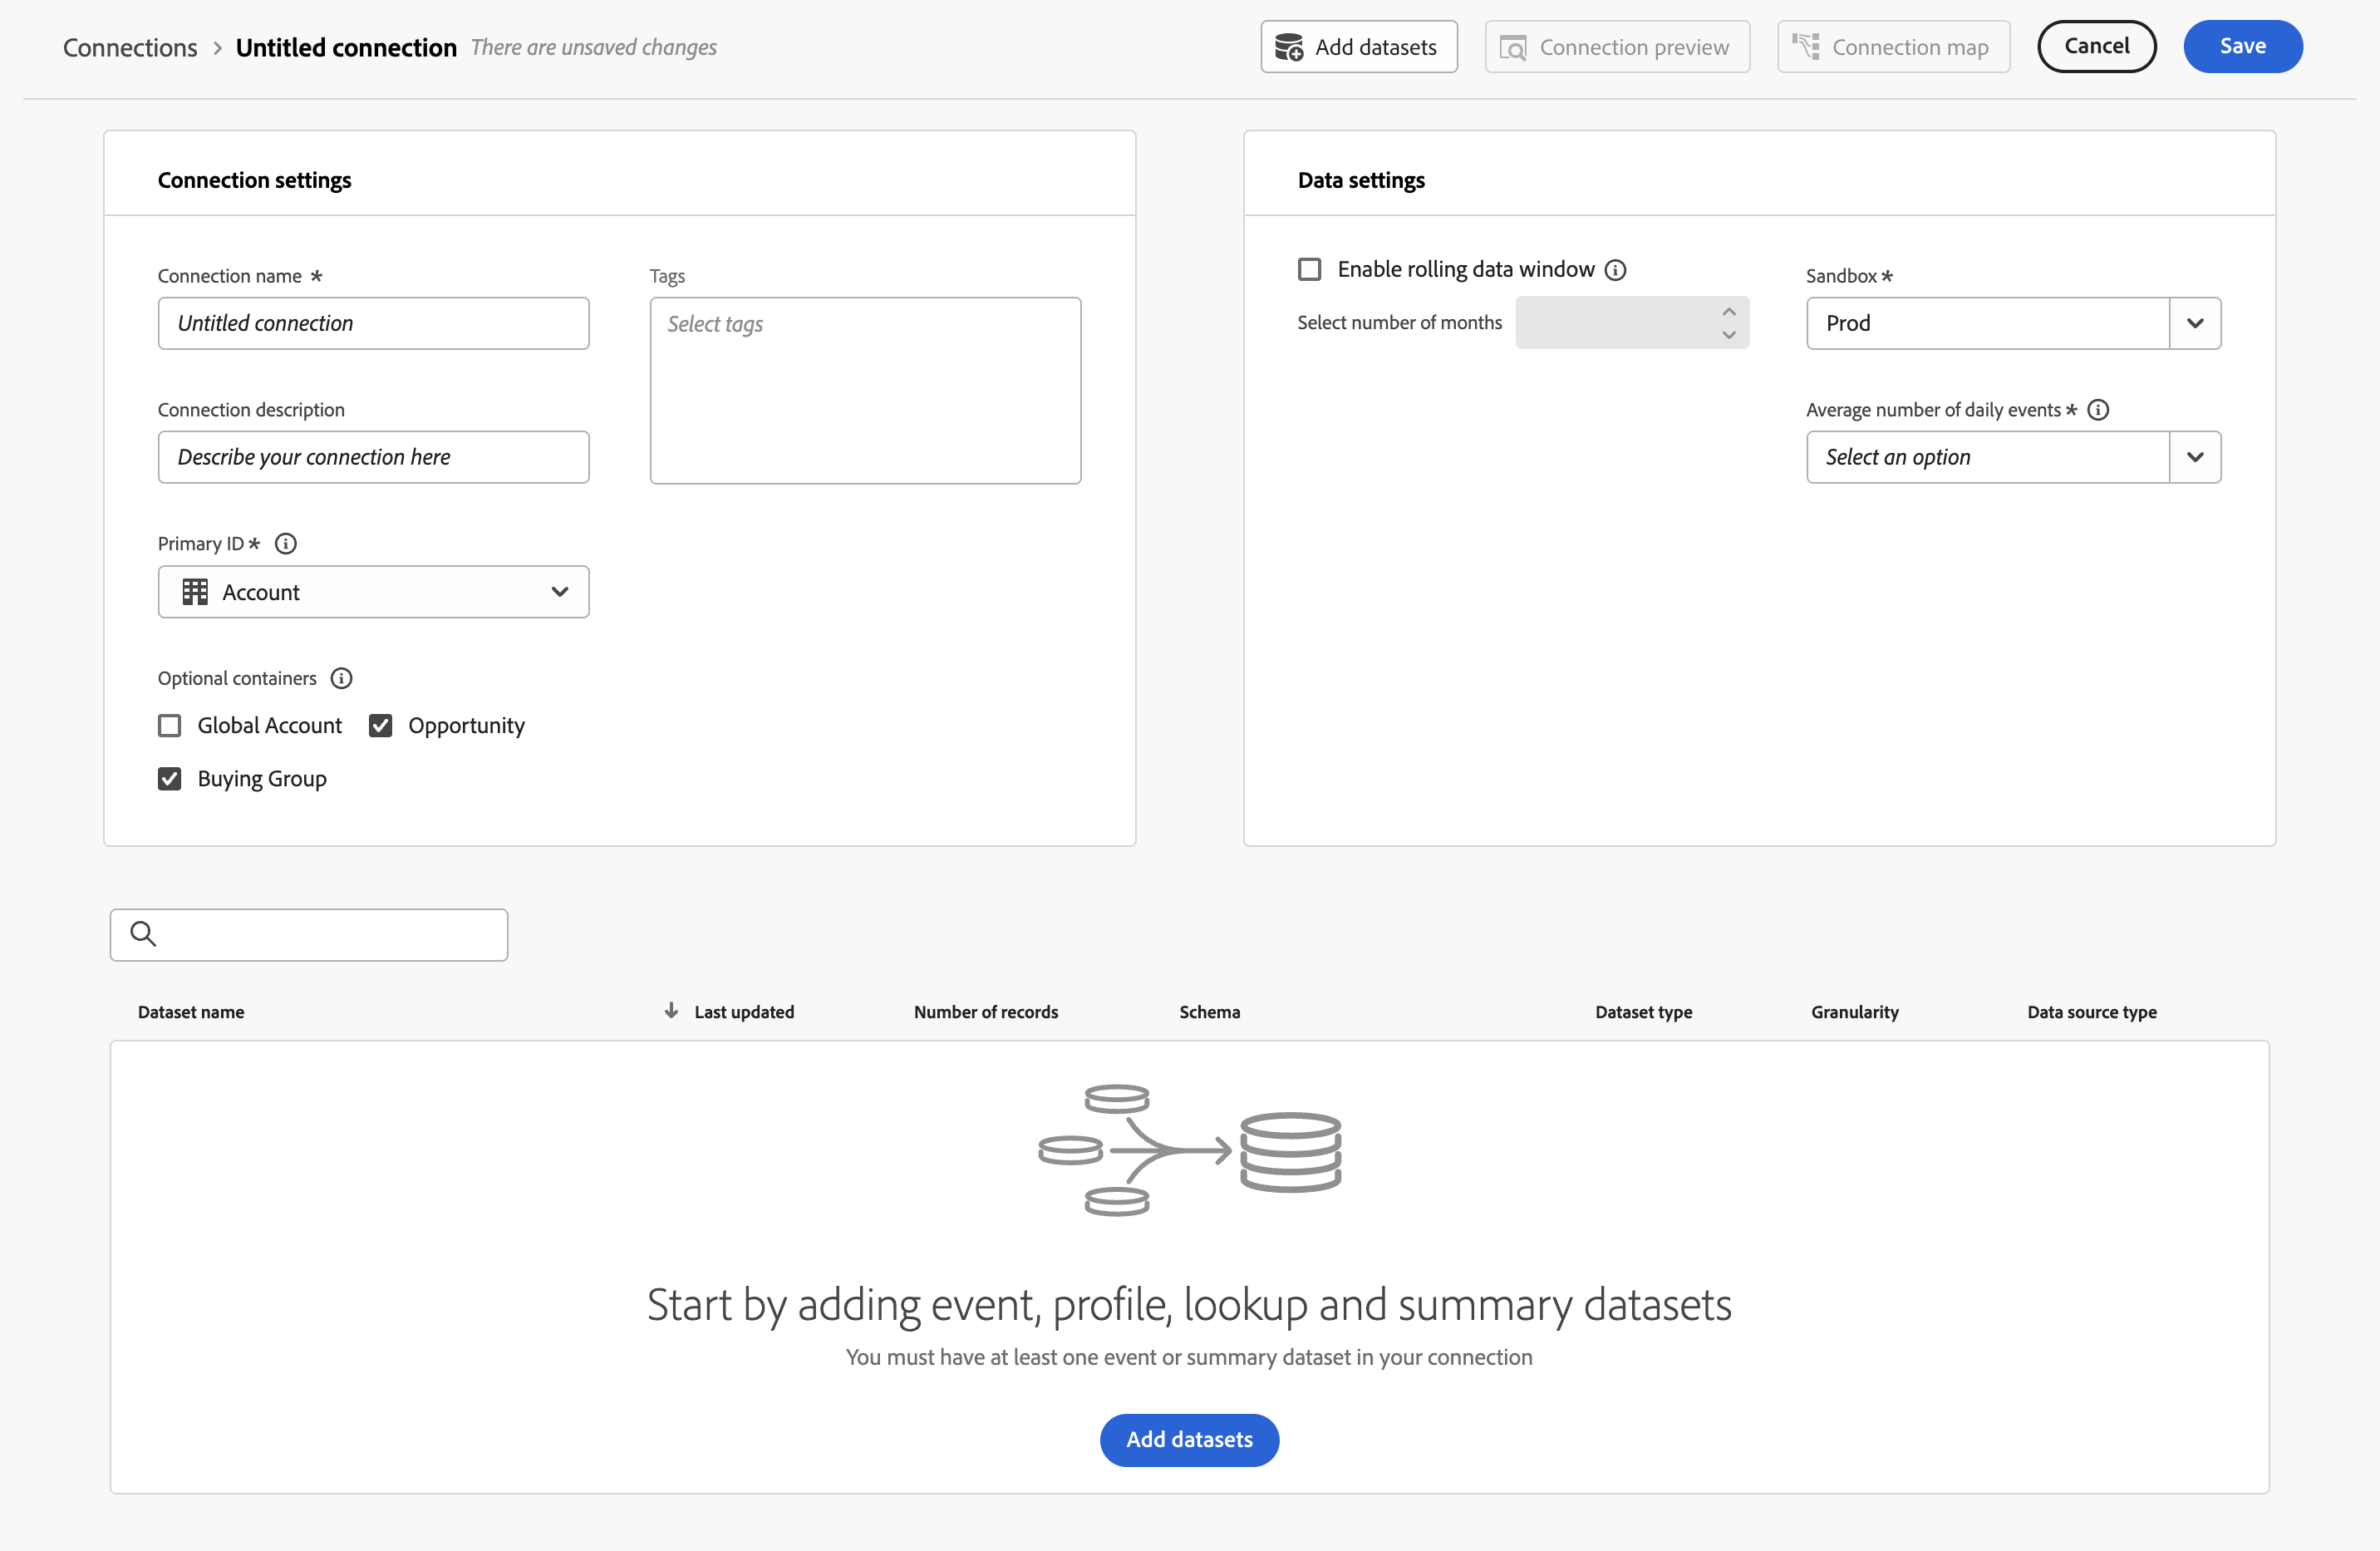 Connections > Untitled connection There are unsaved changes
Add datasets
Connection preview
Connection map
Cancel
Save
Connection settings
Connection name *
Untitled connection
Tags
Select tags
Connection description
Describe your connection here
Primary ID *
Account
Optional containers
Global Account
Opportunity
Buying Group
Data settings
Enable rolling data window
Select number of months
Sandbox *
Prod
Average number of daily events *
Select an option
Dataset name
Last updated
Number of records
Schema
Dataset type
Granularity
Data source type
Start by adding event, profile, lookup and summary datasets
You must have at least one event or summary dataset in your connection
Add datasets